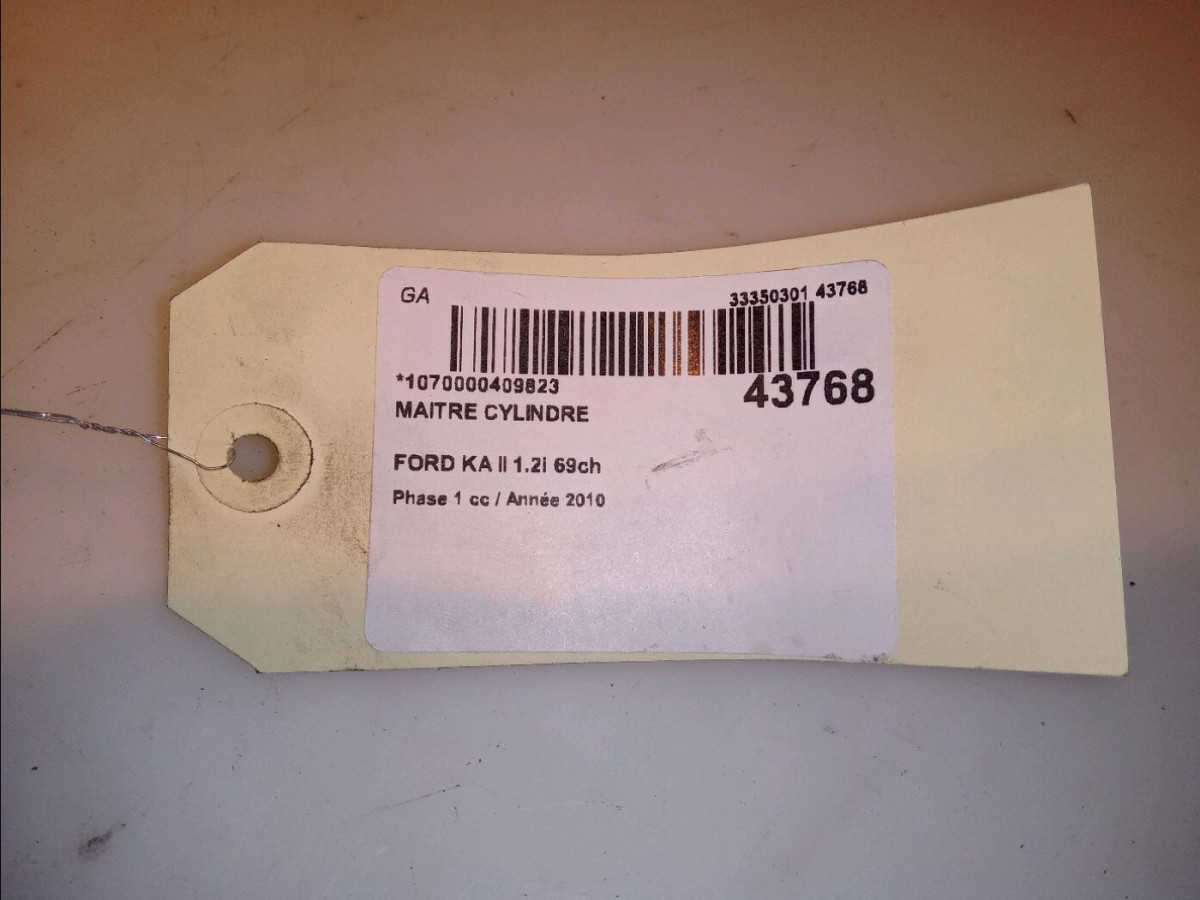 GA
33350301 43768
*1070000409823
43768
MAITRE CYLINDRE
FORD KA II 1.2i 69ch
Phase 1 cc / Année 2010